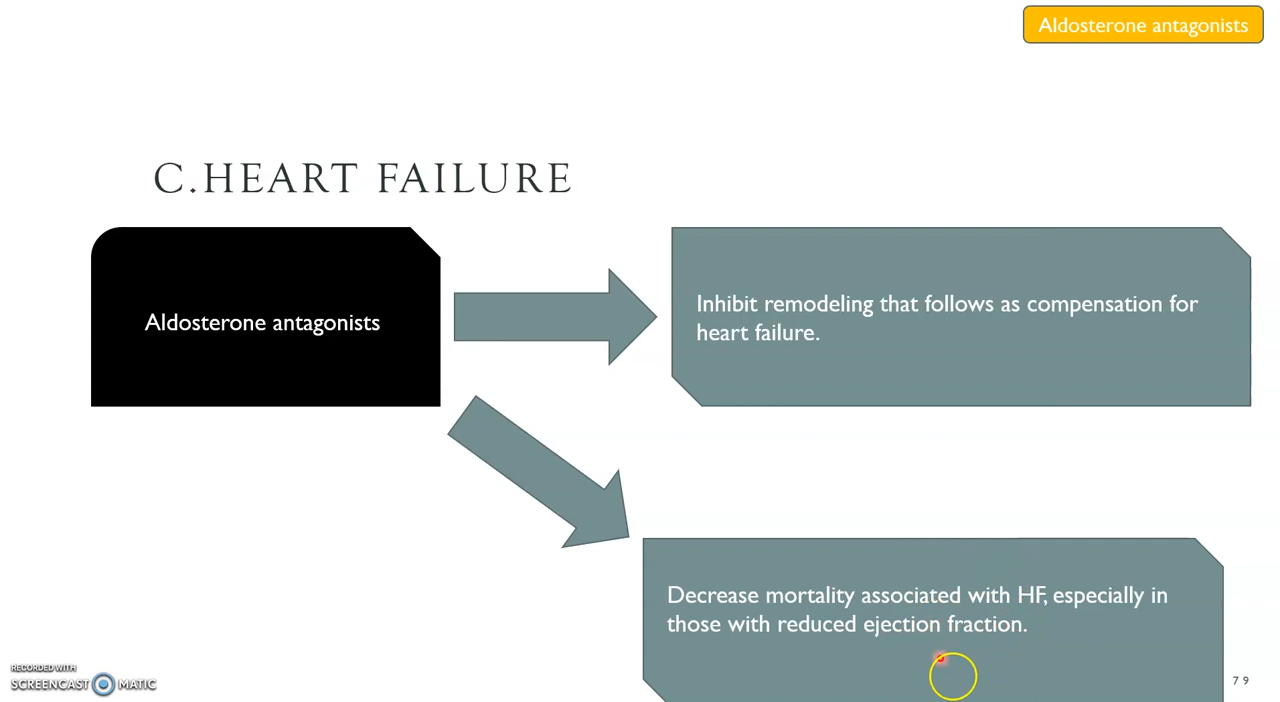 Aldosterone antagonists
C.HEART FAILURE
Aldosterone antagonists
Inhibit remodeling that follows as compensation for
heart failure.
Decrease mortality associated with HF, especially in
those with reduced ejection fraction.
RECORDED WITH
SCREENCAST MATIC
79